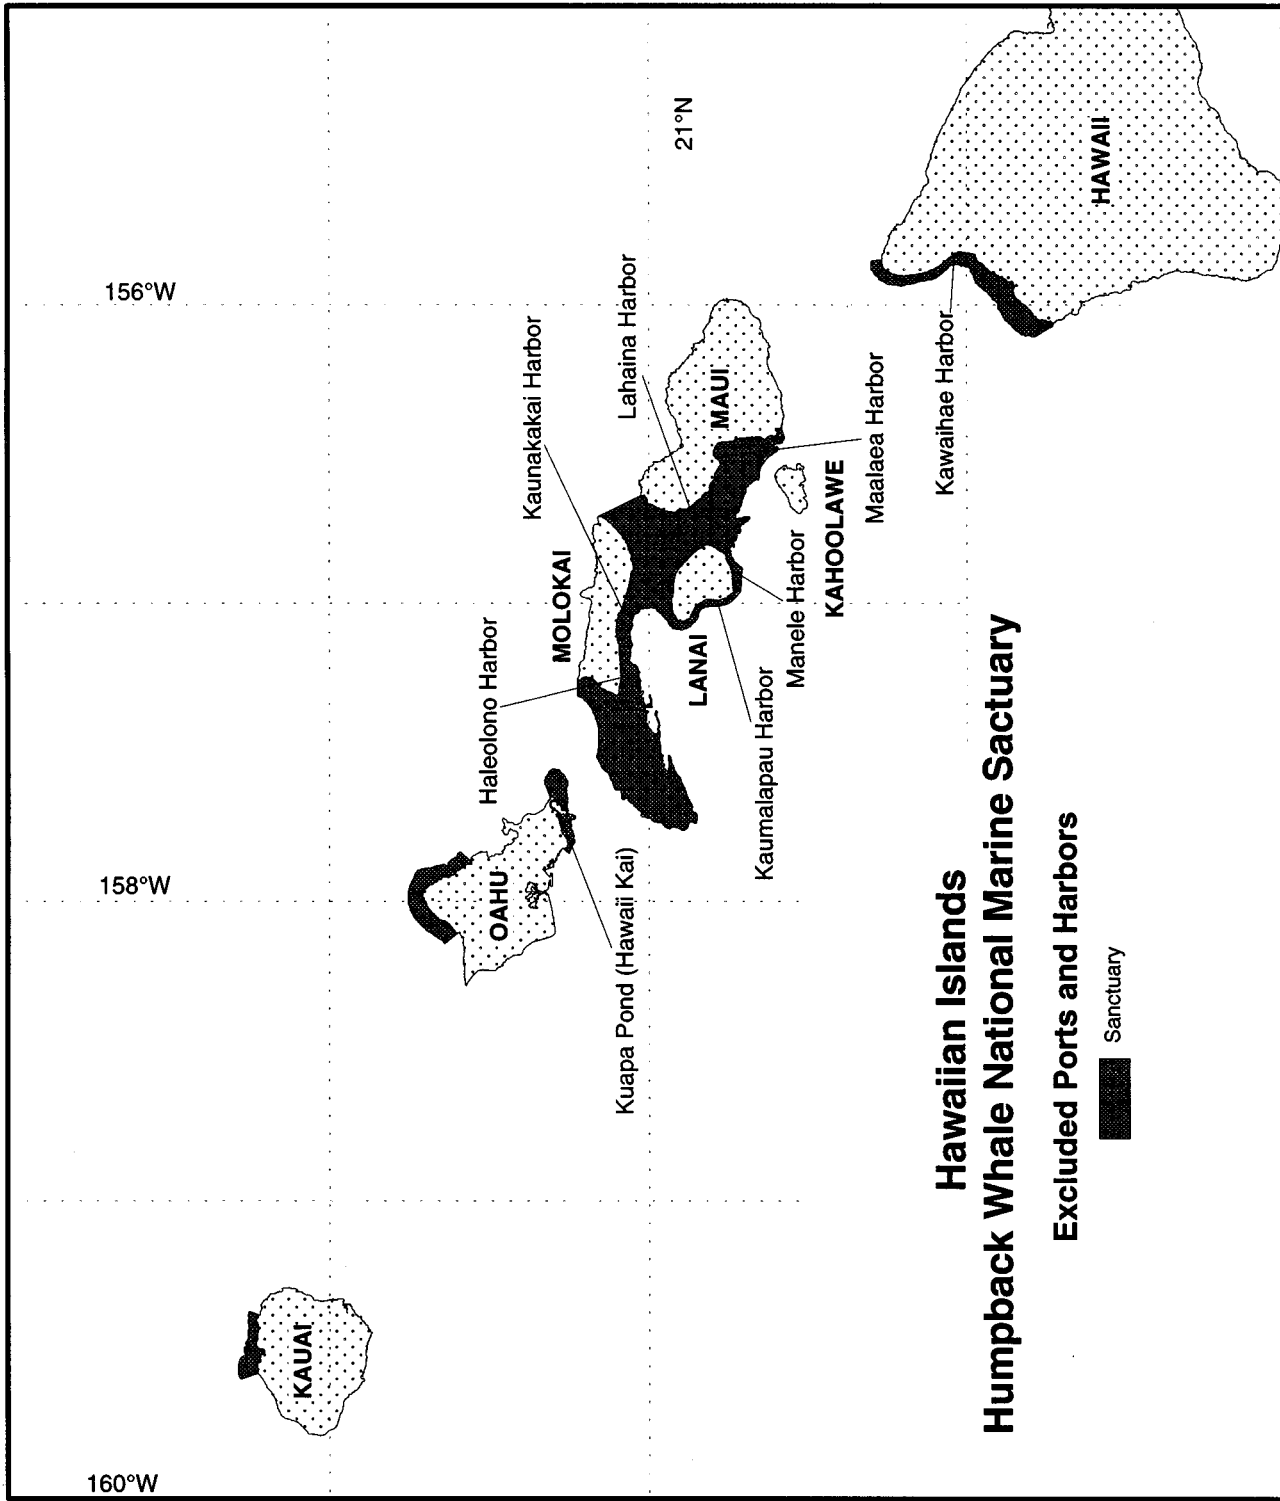 160°W
158°W
156°W
21°N
KAUAI
OAHU
MOLOKAI
LANAI
MAUI
KAHOOLAWE
HAWAII
Kuapa Pond (Hawaii Kai)
Haleolono Harbor
Kaunakakai Harbor
Lahaina Harbor
Kaumalapau Harbor
Manele Harbor
Maalaea Harbor
Kawaihae Harbor
Hawaiian Islands
Humpback Whale National Marine Sactuary
Excluded Ports and Harbors
Sanctuary